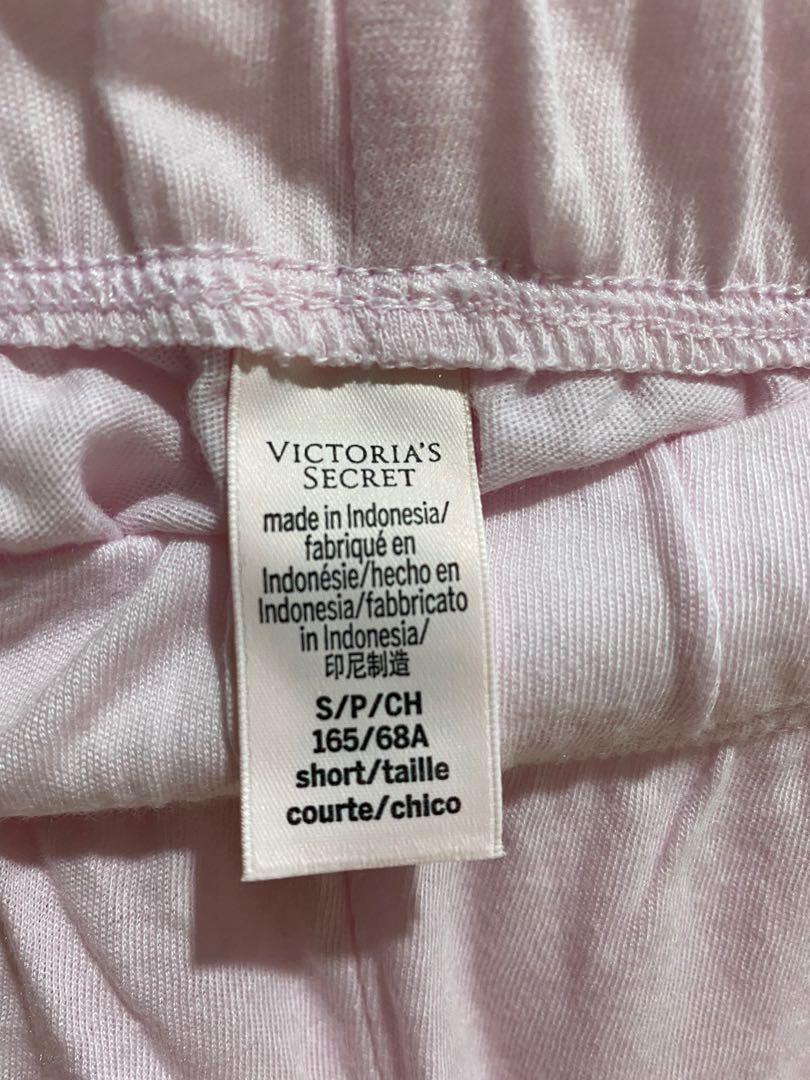 VICTORIA'S
SECRET
made in Indonesia/
fabriqué en
Indonésie/hecho en
Indonesia/fabbricato
in Indonesia/
印尼制造
S/P/CH
165/68A
short/taille
courte/chico